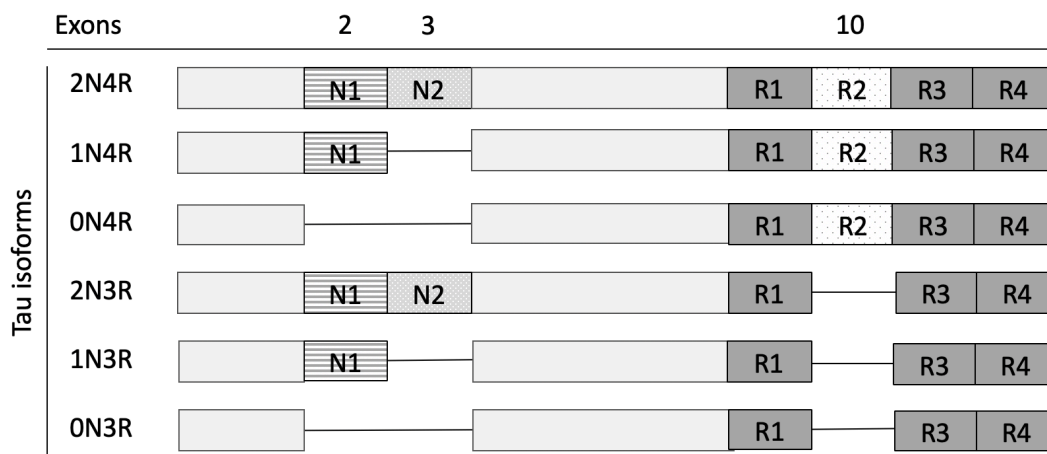 Exons 2 3 10
Tau isoforms
2N4R N1 N2 R1 R2 R3 R4
1N4R N1 R1 R2 R3 R4
0N4R R1 R2 R3 R4
2N3R N1 N2 R1 R3 R4
1N3R N1 R1 R3 R4
0N3R R1 R3 R4